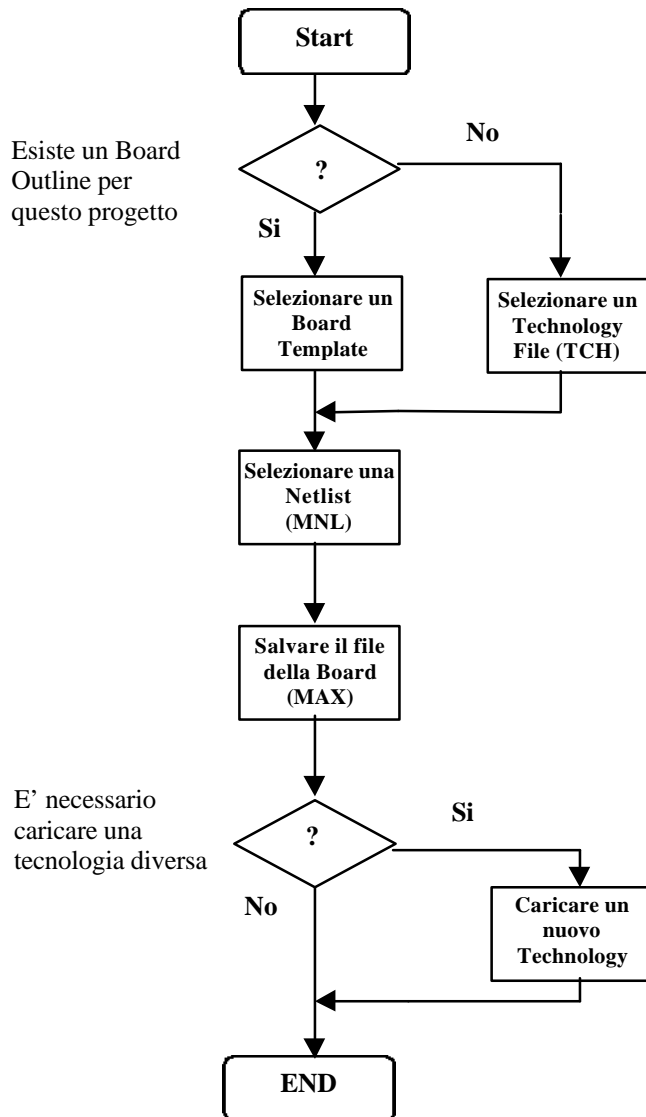 Start
Esiste un Board
Outline per
questo progetto
?
No
Si
Selezionare un
Board
Template
Selezionare un
Technology
File (TCH)
Selezionare una
Netlist
(MNL)
Salvare il file
della Board
(MAX)
E’ necessario
caricare una
tecnologia diversa
?
Si
No
Caricare un
nuovo
Technology
END